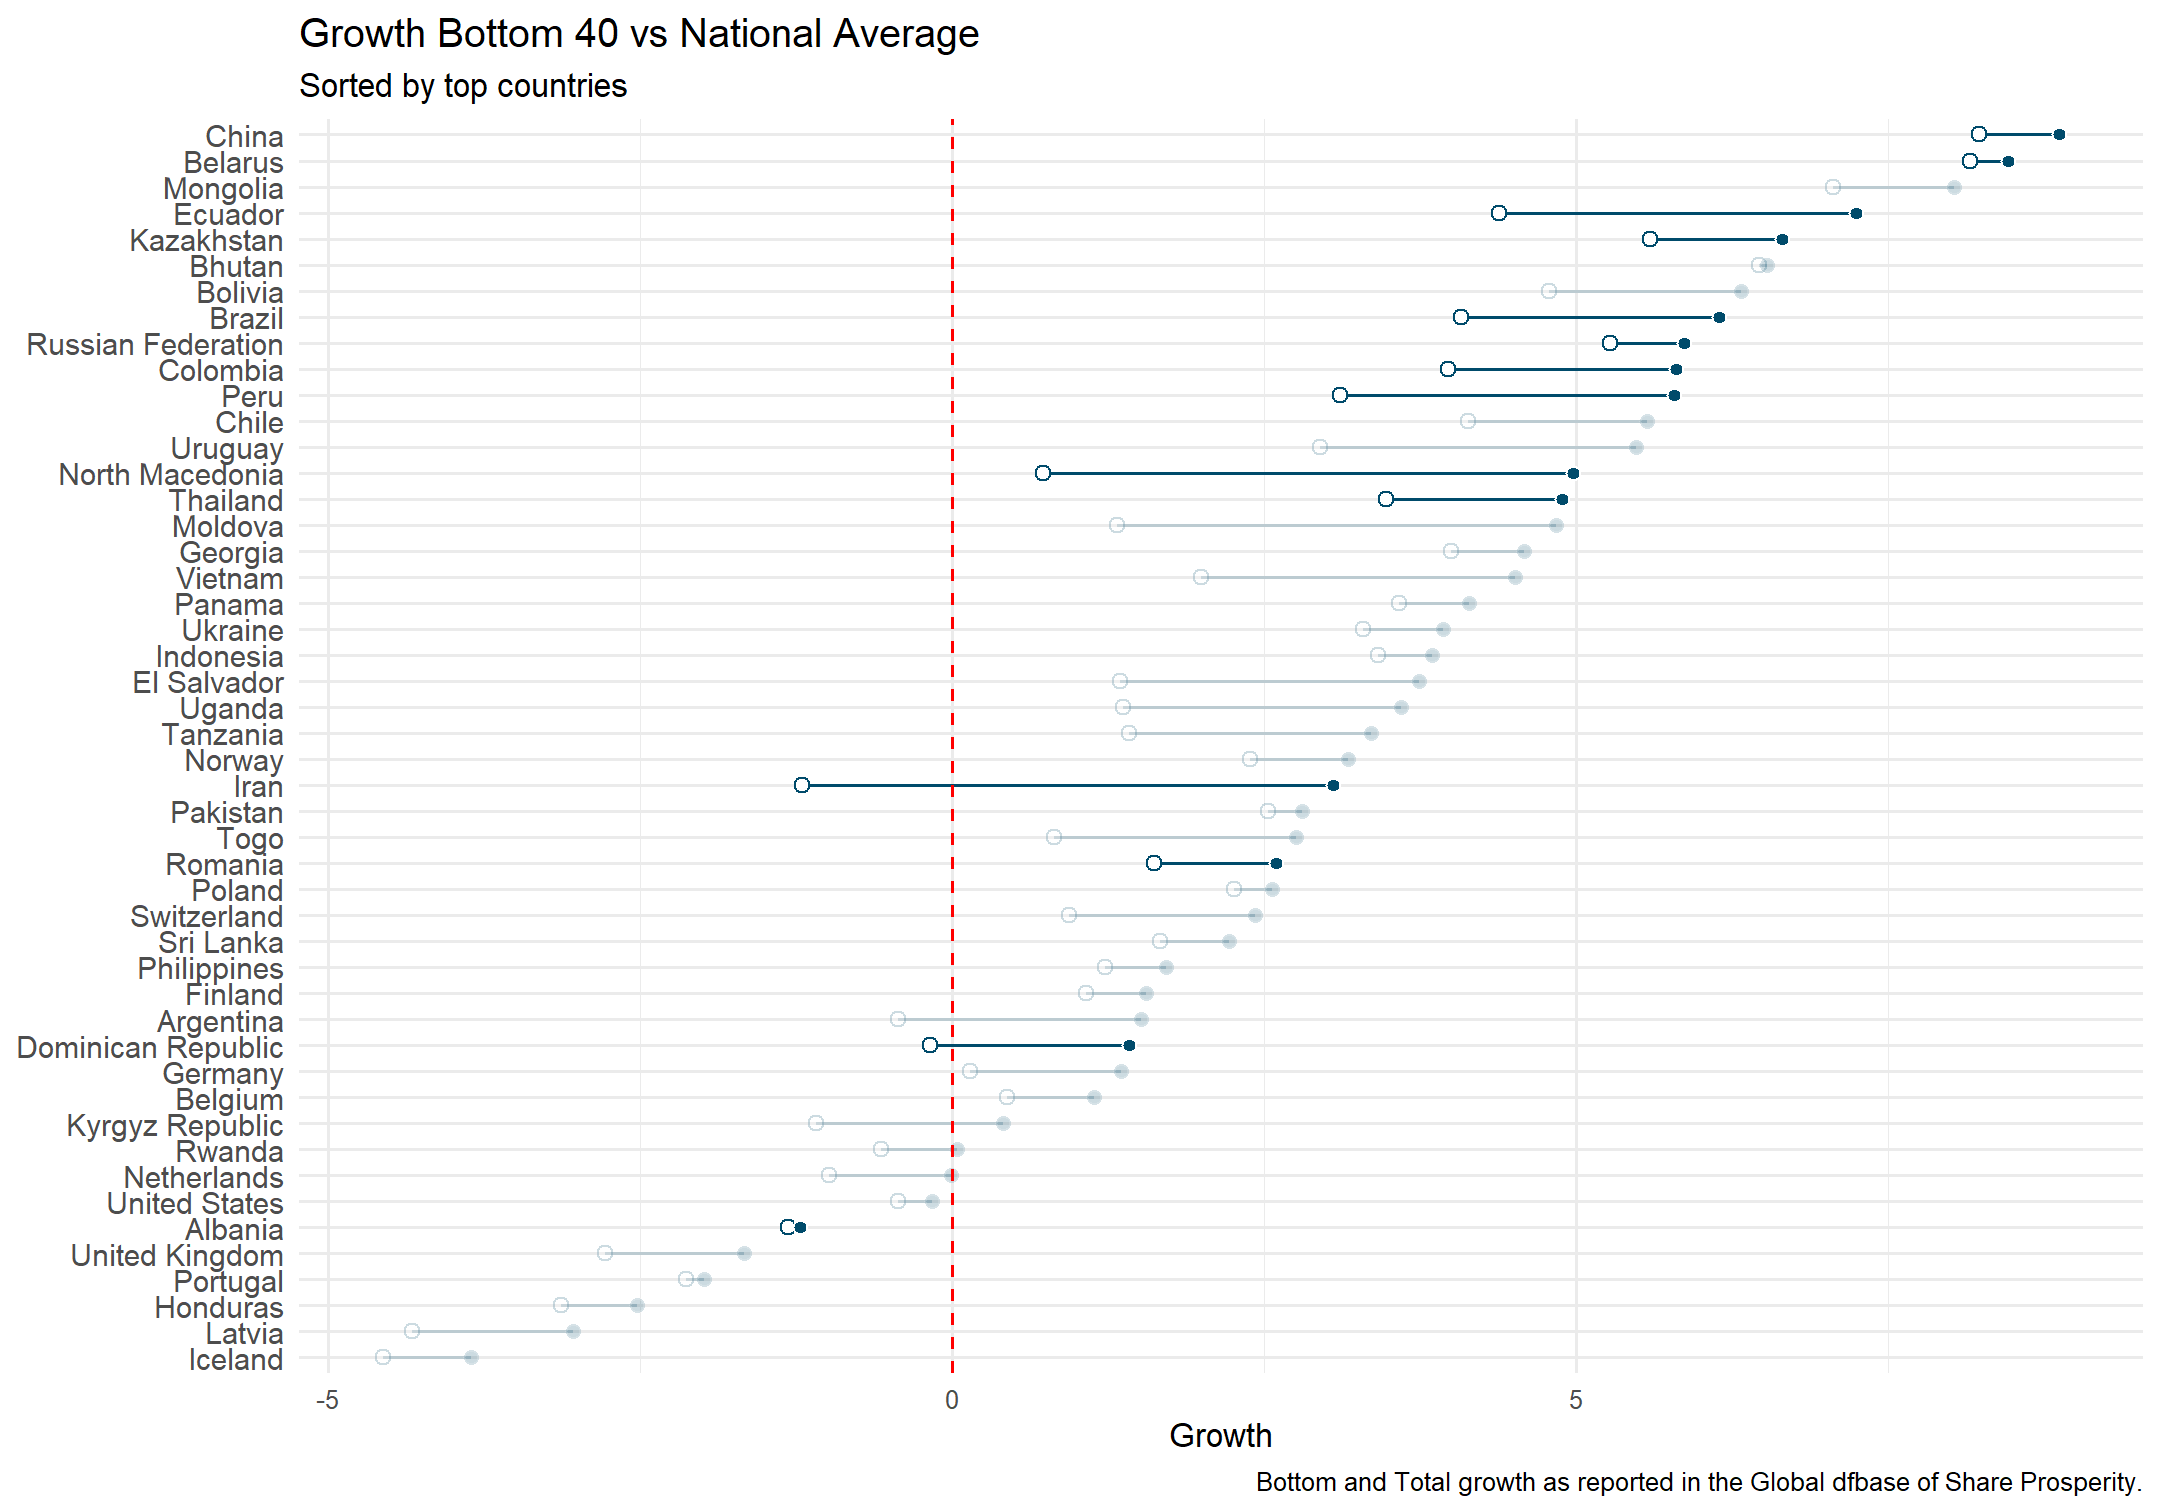 Growth Bottom 40 vs National Average
Sorted by top countries
China
Belarus
Mongolia
Ecuador
Kazakhstan
Bhutan
Bolivia
Brazil
Russian Federation
Colombia
Peru
Chile
Uruguay
North Macedonia
Thailand
Moldova
Georgia
Vietnam
Panama
Ukraine
Indonesia
El Salvador
Uganda
Tanzania
Norway
Iran
Pakistan
Togo
Romania
Poland
Switzerland
Sri Lanka
Philippines
Finland
Argentina
Dominican Republic
Germany
Belgium
Kyrgyz Republic
Rwanda
Netherlands
United States
Albania
United Kingdom
Portugal
Honduras
Latvia
Iceland
-5 0 5
Growth
Bottom and Total growth as reported in the Global dfbase of Share Prosperity.